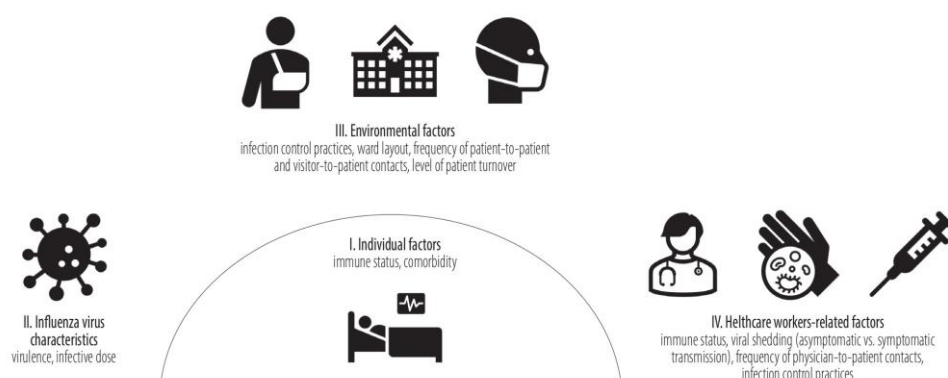 III. Environmental factors
infection control practices, ward layout, frequency of patient-to-patient
and visitor-to-patient contacts, level of patient turnover
I. Individual factors
immune status, comorbidity
II. Influenza virus
characteristics
virulence, infective dose
IV. Helthcare workers-related factors
immune status, viral shedding (asymptomatic vs. symptomatic
transmission), frequency of physician-to-patient contacts,
infection control practices